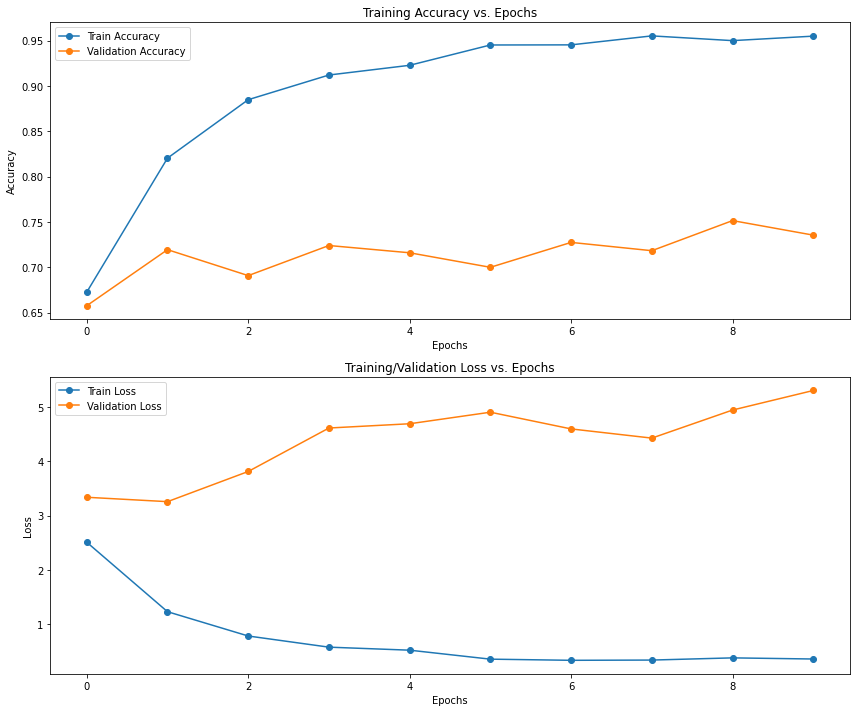 Training Accuracy vs. Epochs
Train Accuracy
Validation Accuracy
0.95
0.90
0.85
0.80
0.75
0.70
0.65
Accuracy
0 2 4 6 8
Epochs
Training/Validation Loss vs. Epochs
Train Loss
Validation Loss
5
4
3
2
1
Loss
0 2 4 6 8
Epochs